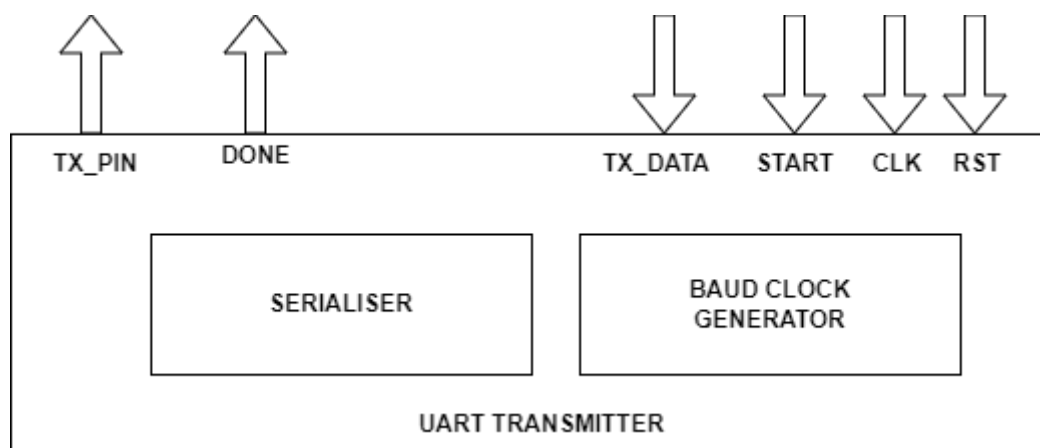 TX_PIN
DONE
TX_DATA
START
CLK
RST
SERIALISER
BAUD CLOCK
GENERATOR
UART TRANSMITTER